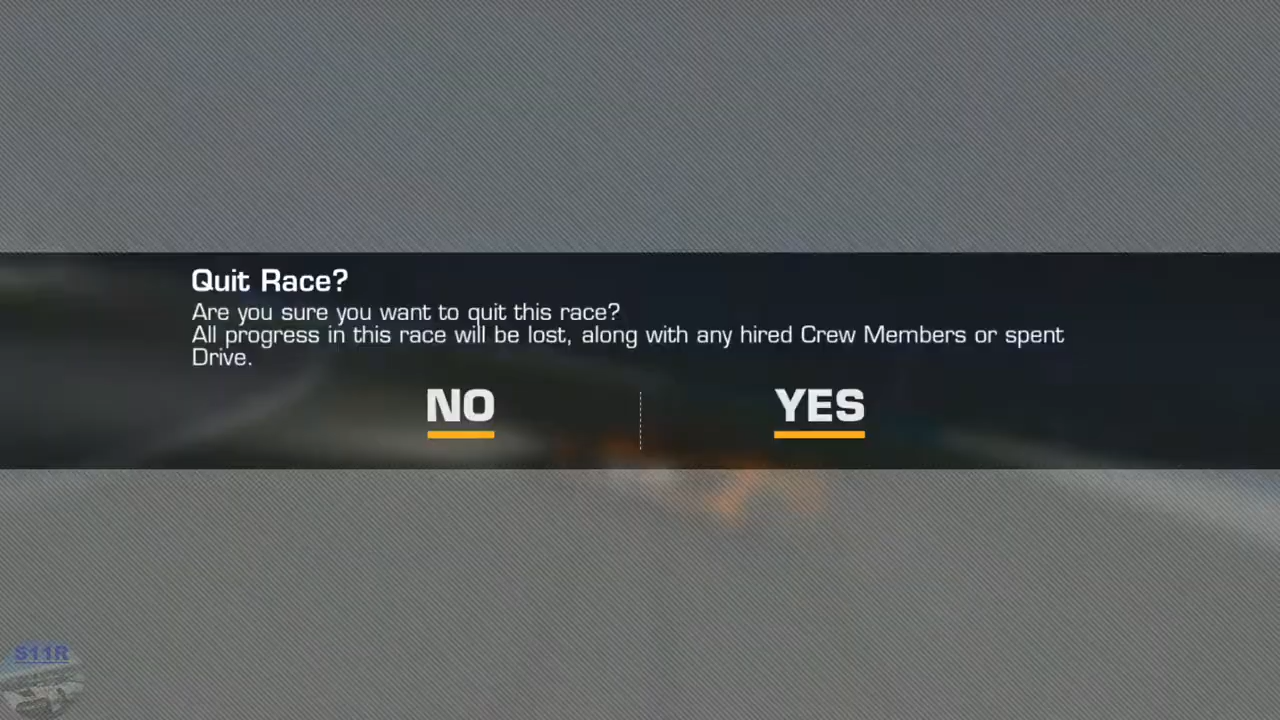 Quit Race?
Are you sure you want to quit this race?
All progress in this race will be lost, along with any hired Crew Members or spent
Drive.
NO
YES
S11R